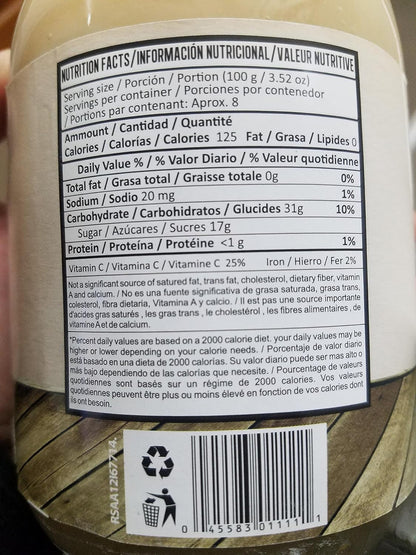 NUTRITION FACTS/INFORMACIÓN NUTRICIONAL/VALEUR NUTRITIVE
Serving size / Porción / Portion (100 g / 3.52 oz)
Servings per container / Porciones por contenedor
/ Portions par contenant: Aprox. 8
Ammount / Cantidad / Quantité
Calories / Calorías / Calories 125 Fat / Grasa / Lipides 0
Daily Value % / % Valor Diario / % Valeur quotidienne
Total fat / Grasa total / Graisse totale 0g 0%
Sodium / Sodio 20 mg 1%
Carbohydrate / Carbohidratos / Glucides 31g 10%
Sugar / Azúcares / Sucres 17g
Protein / Proteína / Protéine <1 g 1%
Vitamin C / Vitamina C / Vitamine C 25% Iron / Hierro / Fer 2%
Not a significant source of satured fat, trans fat, cholesterol, dietary fiber, vitamin
A and calcium. / No es una fuente significativa de grasa saturada, grasa trans,
colesterol, fibra dietaria, Vitamina A y calcio. / Il est pas une source importante
d'acides gras saturés , les gras trans , le cholestérol , les fibres alimentaires , de
vitamine A et de calcium.
*Percent daily values are based on a 2000 calorie diet. your daily values may be
higher or lower depending on your calorie needs. / Porcentaje de valor diario
está basado en una dieta de 2000 calorías. Su valor diario puede ser mas alto o
más bajo dependiendo de las calorías que necesite. / Pourcentage de valeurs
quotidiennes sont basés sur un régime de 2000 calories. Vos valeurs
quotidiennes peuvent être plus ou moins élevé en fonction de vos calories dont
ils ont besoin.
RSAA12I67714.
0 45583 01111 1